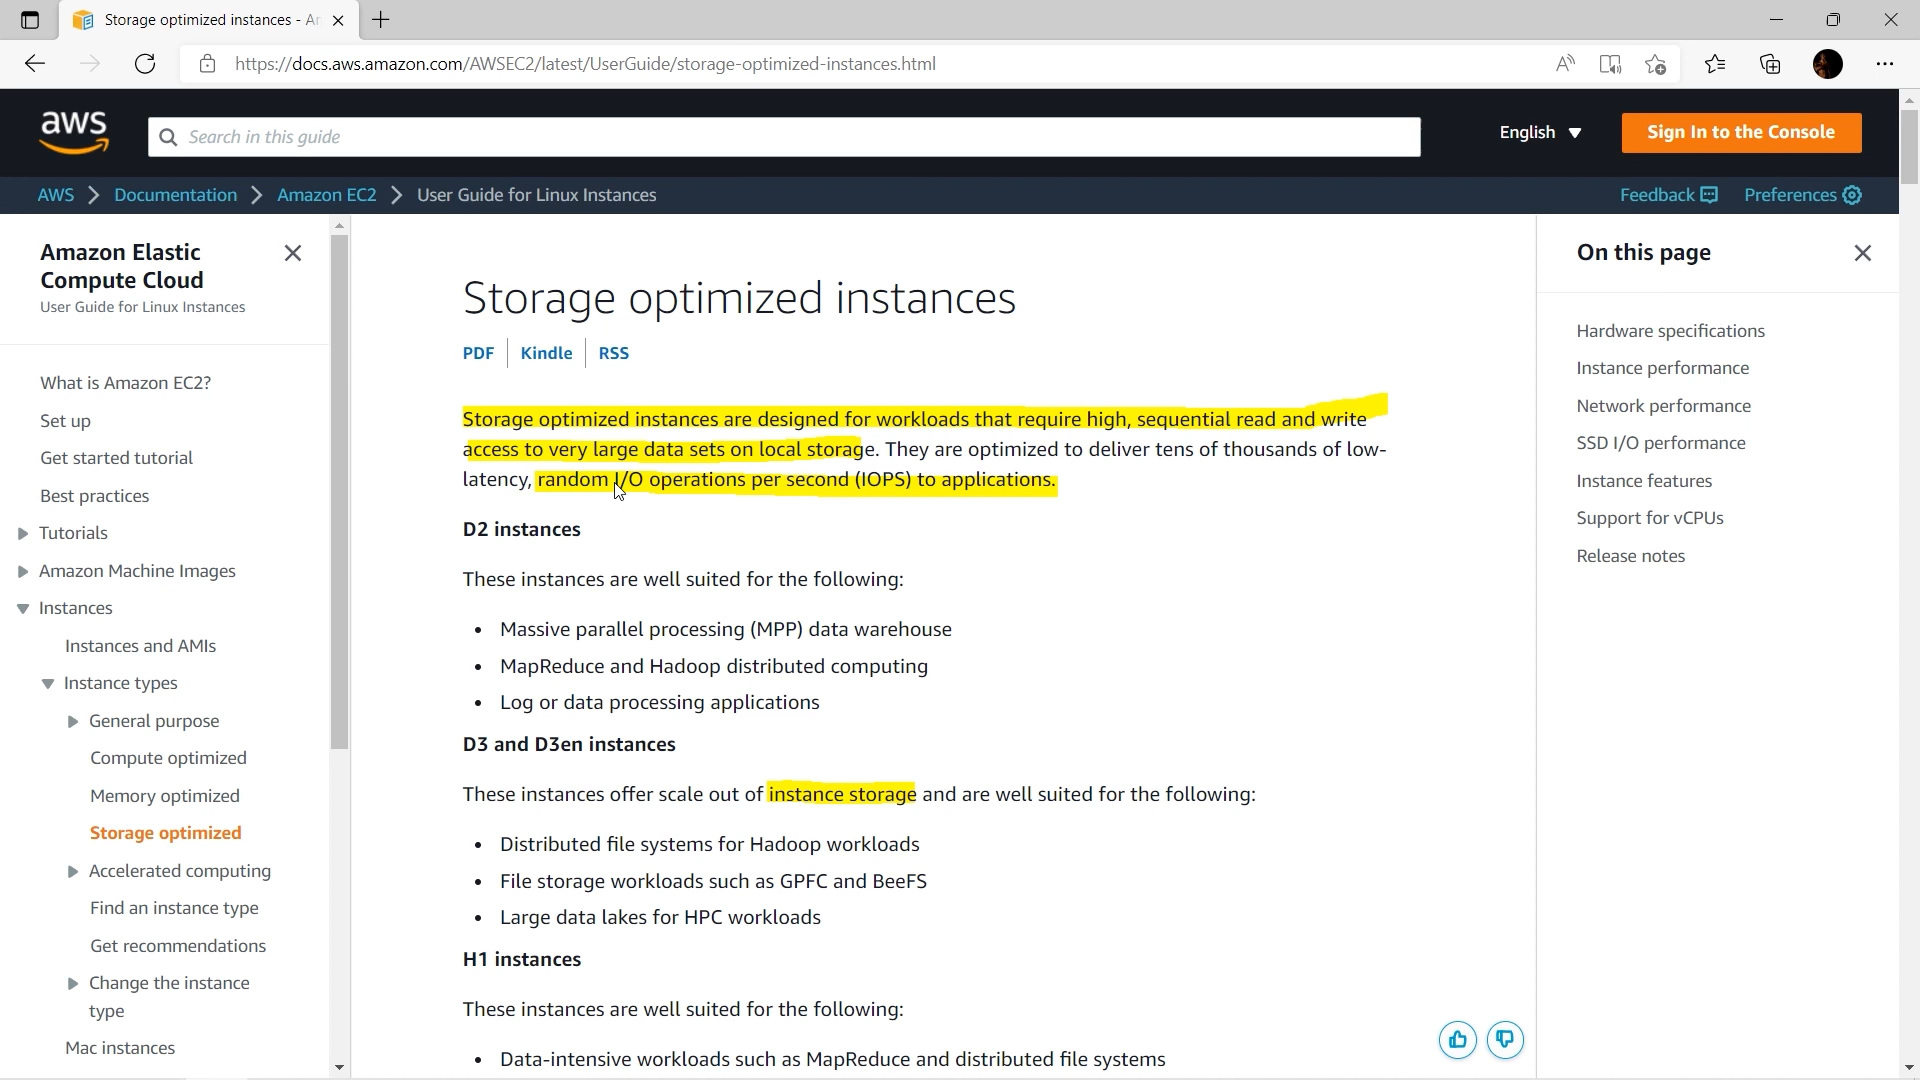 Storage optimized instances - A
https://docs.aws.amazon.com/AWSEC2/latest/UserGuide/storage-optimized-instances.html
aws
Search in this guide
English
Sign In to the Console
AWS
Documentation
Amazon EC2
User Guide for Linux Instances
Feedback
Preferences
Amazon Elastic
Compute Cloud
User Guide for Linux Instances
What is Amazon EC2?
Set up
Get started tutorial
Best practices
Tutorials
Amazon Machine Images
Instances
Instances and AMIs
Instance types
General purpose
Compute optimized
Memory optimized
Storage optimized
Accelerated computing
Find an instance type
Get recommendations
Change the instance
type
Mac instances
Storage optimized instances
PDF
Kindle
RSS
Storage optimized instances are designed for workloads that require high, sequential read and write
access to very large data sets on local storage. They are optimized to deliver tens of thousands of low-
latency, random I/O operations per second (IOPS) to applications.
D2 instances
These instances are well suited for the following:
• Massive parallel processing (MPP) data warehouse
• MapReduce and Hadoop distributed computing
• Log or data processing applications
D3 and D3en instances
These instances offer scale out of instance storage and are well suited for the following:
• Distributed file systems for Hadoop workloads
• File storage workloads such as GPFC and BeeFS
• Large data lakes for HPC workloads
H1 instances
These instances are well suited for the following:
• Data-intensive workloads such as MapReduce and distributed file systems
On this page
Hardware specifications
Instance performance
Network performance
SSD I/O performance
Instance features
Support for vCPUs
Release notes